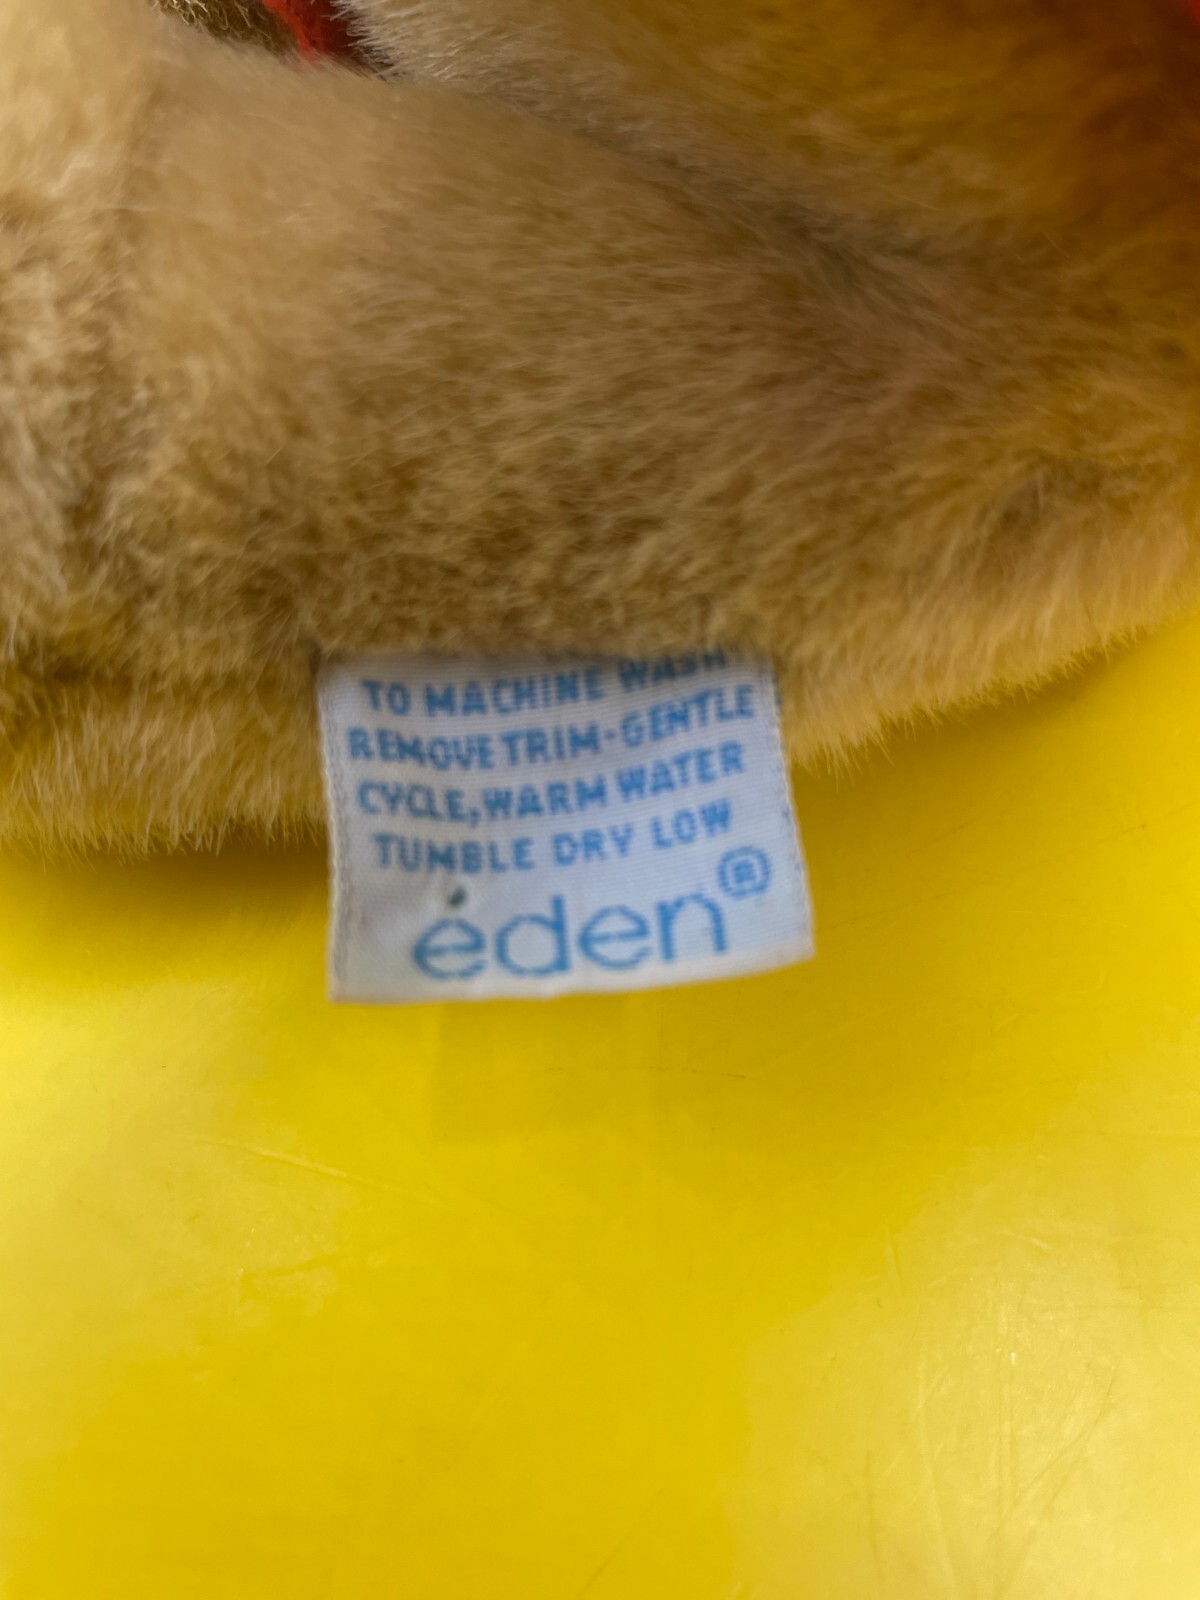 TO MACHINE WASH
REMOVE TRIM-GENTLE
CYCLE, WARM WATER
TUMBLE DRY LOW
éden®